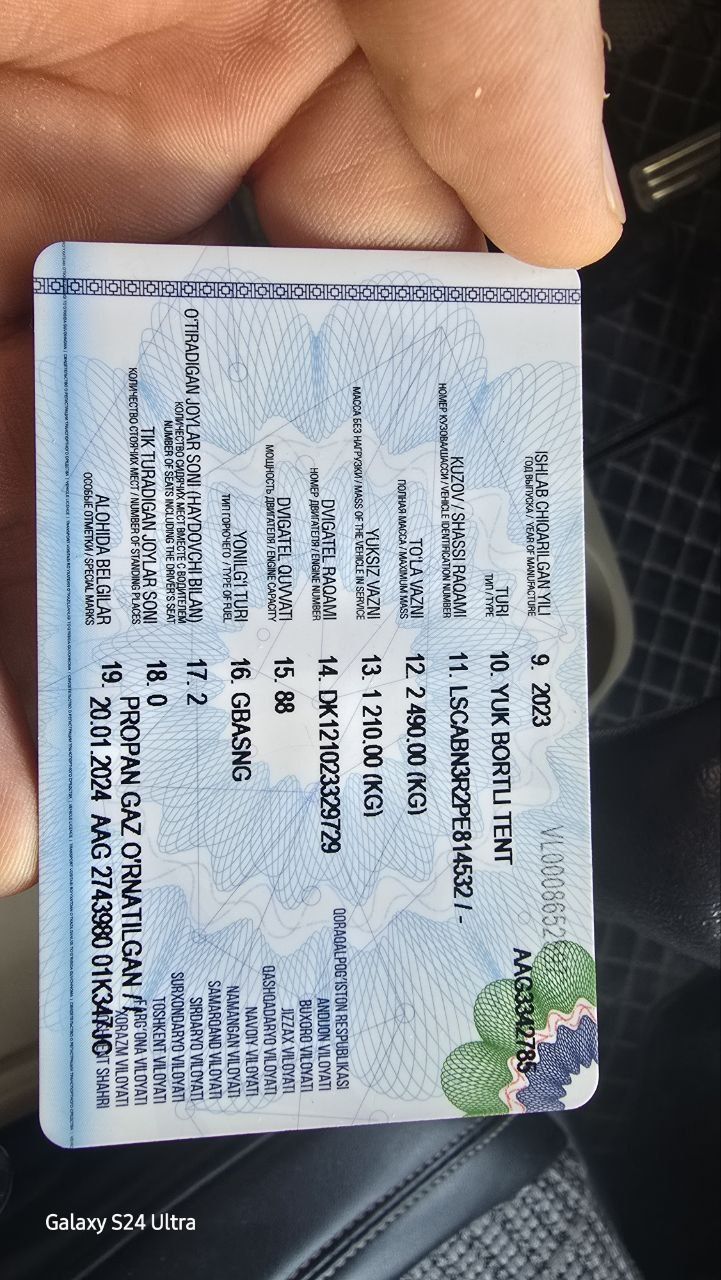 VL0008652
AAG3342785
ISHLAB CHIQARILGAN YILI 9. 2023
ГОД ВЫПУСКА / YEAR OF MANUFACTURE
TURI 10. YUK BORTLI TENT
ТИП / TYPE
KUZOV / SHASSI RAQAMI 11. LSCABN3R2PE814532 / -
НОМЕР КУЗОВА/ШАССИ / VEHICLE IDENTIFICATION NUMBER
TO'LA VAZNI 12. 2 490.00 (KG)
ПОЛНАЯ МАССА / MAXIMUM MASS
YUKSIZ VAZNI 13. 1 210.00 (KG)
МАССА БЕЗ НАГРУЗКИ / MASS OF THE VEHICLE IN SERVICE
DVIGATEL RAQAMI 14. DK121023329729
НОМЕР ДВИГАТЕЛЯ / ENGINE NUMBER
DVIGATEL QUVVATI 15. 88
МОЩНОСТЬ ДВИГАТЕЛЯ / ENGINE CAPACITY
YONILG'I TURI 16. GBASNG
ТИП ГОРЮЧЕГО / TYPE OF FUEL
O'TIRADIGAN JOYLAR SONI (HAYDOVCHI BILAN) 17. 2
КОЛИЧЕСТВО СИДЯЧИХ МЕСТ ВМЕСТЕ С ВОДИТЕЛЕМ
NUMBER OF SEATS INCLUDING THE DRIVER'S SEAT
TIK TURADIGAN JOYLAR SONI 18. 0
КОЛИЧЕСТВО СТОЯЧИХ МЕСТ / NUMBER OF STANDING PLACES
PROPAN GAZ O'RNATILGAN / /
ALOHIDA BELGILAR 19. 20.01.2024 AAG 2743980 01K347JC
ОСОБЫЕ ОТМЕТКИ / SPECIAL MARKS
QORAQALPOG'ISTON RESPUBLIKASI
ANDIJON VILOYATI
BUXORO VILOYATI
JIZZAX VILOYATI
QASHQADARYO VILOYATI
NAVOIY VILOYATI
NAMANGAN VILOYATI
SAMARQAND VILOYATI
SIRDARYO VILOYATI
SURXONDARYO VILOYATI
TOSHKENT VILOYATI
FARG'ONA VILOYATI
XORAZM VILOYATI
SHAHRI
Galaxy S24 Ultra